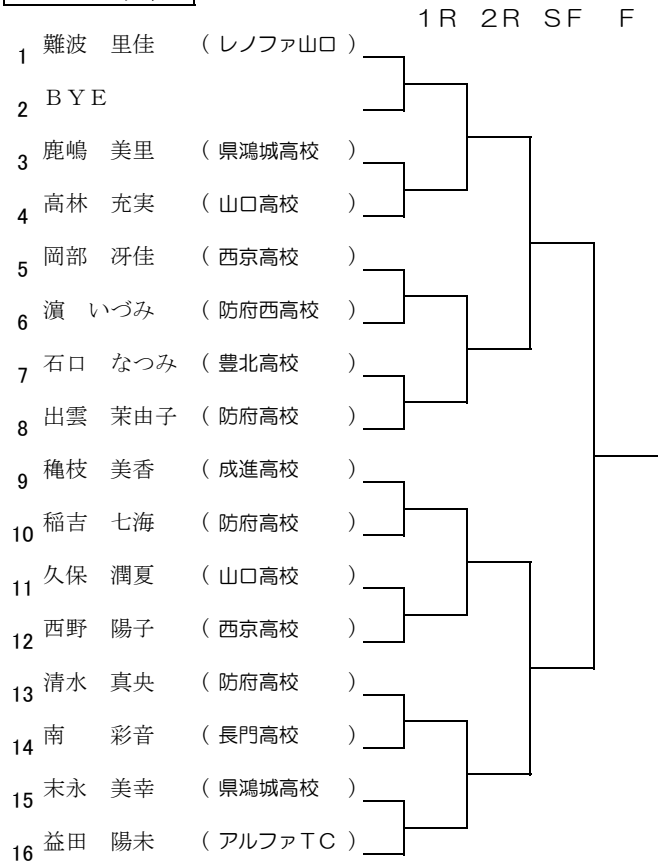 1R 2R SF F
1 難波 里佳 (レノファ山口)
2 BYE
3 鹿嶋 美里 (県鴻城高校)
4 高林 充実 (山口高校)
5 岡部 冴佳 (西京高校)
6 濵 いづみ (防府西高校)
7 石口 なつみ (豊北高校)
8 出雲 茉由子 (防府高校)
9 穐枝 美香 (成進高校)
10 稲吉 七海 (防府高校)
11 久保 潤夏 (山口高校)
12 西野 陽子 (西京高校)
13 清水 真央 (防府高校)
14 南 彩音 (長門高校)
15 末永 美幸 (県鴻城高校)
16 益田 陽未 (アルファTC)